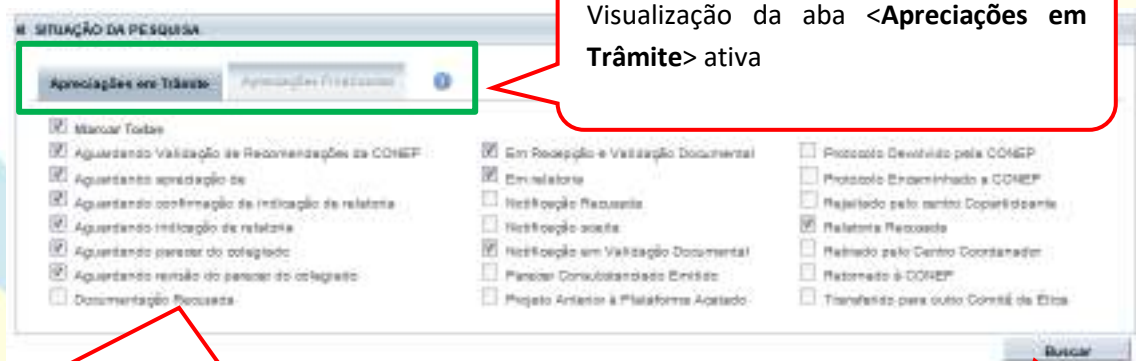 Visualização da aba <Apreciações em
Trâmite> ativa
SITUAÇÃO DA PESQUISA
Apreciações em Trâmite Apreciações Finalizadas
Marcar Todas
Aguardando Validação de Recomendações da CONEP
Aguardando apreciação de
Aguardando confirmação de indicação de relatoria
Aguardando indicação de relatoria
Aguardando parecer do colegiado
Aguardando revisão do parecer do colegiado
Documentação Recusada
Em Recepção e Validação Documental
Em relatoria
Notificação Recusada
Notificação aceita
Notificação em Validação Documental
Parecer Consubstanciado Emitido
Projeto Anterior à Plataforma Acatado
Protocolo Devolvido pela CONEP
Protocolo Encaminhado a CONEP
Rejeitado pelo centro Coparticipante
Relatoria Recusada
Retirado pelo Centro Coordenador
Retornado à CONEP
Transferido para outro Comitê de Ética
Buscar